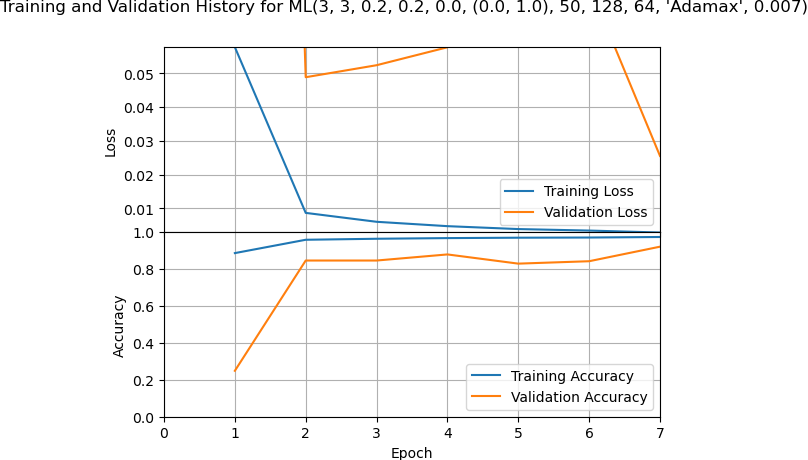 Training and Validation History for ML(3, 3, 0.2, 0.2, 0.0, (0.0, 1.0), 50, 128, 64, 'Adamax', 0.007)
0.05
0.04
0.03
0.02
0.01
Loss
Training Loss
Validation Loss
1.0
0.8
0.6
0.4
0.2
0.0
Accuracy
Training Accuracy
Validation Accuracy
0 1 2 3 4 5 6 7
Epoch